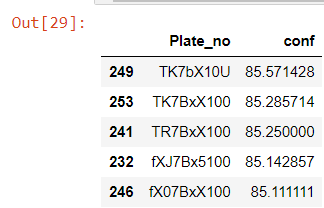 Out[29]:
Plate_no conf
249 TK7bX10U 85.571428
253 TK7BxX100 85.285714
241 TR7BxX100 85.250000
232 fXJ7Bx5100 85.142857
246 fX07BxX100 85.111111